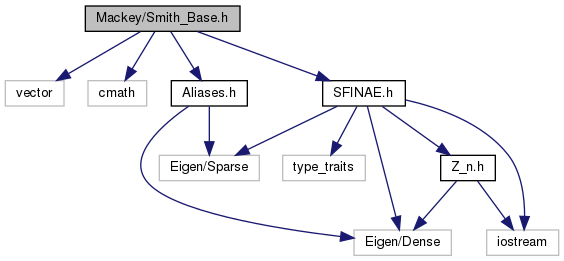 Mackey/Smith_Base.h
vector
cmath
Aliases.h
SFINAE.h
Eigen/Sparse
type_traits
Z_n.h
Eigen/Dense
iostream